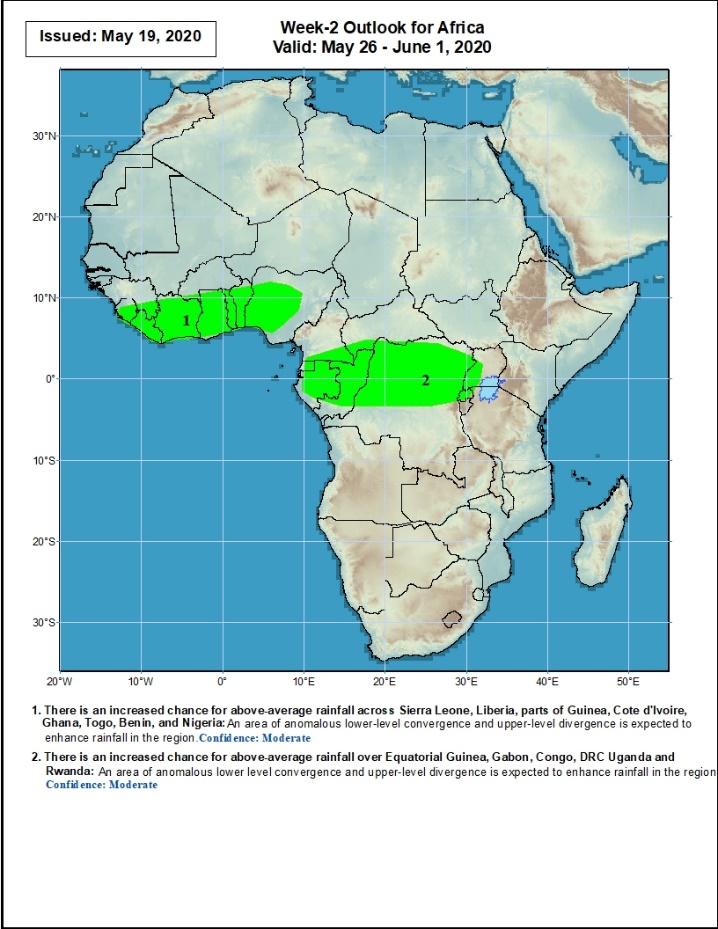 Issued: May 19, 2020
Week-2 Outlook for Africa
Valid: May 26 - June 1, 2020
30°N
20°N
10°N
0°
10°S
20°S
30°S
1
2
20°W
10°W
0°
10°E
20°E
30°E
40°E
50°E
1. There is an increased chance for above-average rainfall across Sierra Leone, Liberia, parts of Guinea, Cote d'Ivoire,
Ghana, Togo, Benin, and Nigeria: An area of anomalous lower-level convergence and upper-level divergence is expected to
enhance rainfall in the region. Confidence: Moderate
2. There is an increased chance for above-average rainfall over Equatorial Guinea, Gabon, Congo, DRC Uganda and
Rwanda: An area of anomalous lower level convergence and upper-level divergence is expected to enhance rainfall in the region
Confidence: Moderate